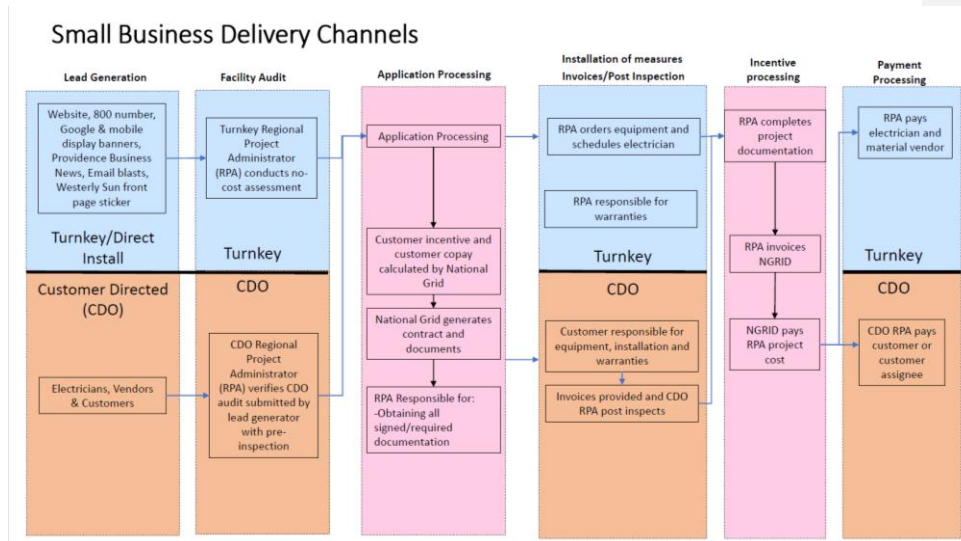 Small Business Delivery Channels
Lead Generation
Facility Audit
Application Processing
Installation of measures
Invoices/Post Inspection
Incentive
processing
Payment
Processing
Website, 800 number,
Google & mobile
display banners,
Providence Business
News, Email blasts,
Westerly Sun front
page sticker
Turnkey/Direct
Install
Turnkey Regional
Project
Administrator
(RPA) conducts no-
cost assessment
Turnkey
Application Processing
Customer incentive and
customer copay
calculated by National
Grid
National Grid generates
contract and
documents
RPA Responsible for:
-Obtaining all
signed/required
documentation
RPA orders equipment and
schedules electrician
RPA responsible for
warranties
Turnkey
RPA completes
project
documentation
RPA invoices
NGRID
NGRID pays
RPA project
cost
RPA pays
electrician and
material vendor
Turnkey
Customer Directed
(CDO)
Electricians, Vendors
& Customers
CDO
CDO Regional
Project
Administrator
(RPA) verifies CDO
audit submitted by
lead generator
with pre-
inspection
CDO
Customer responsible for
equipment, installation and
warranties
Invoices provided and CDO
RPA post inspects
CDO
CDO RPA pays
customer or
customer
assignee